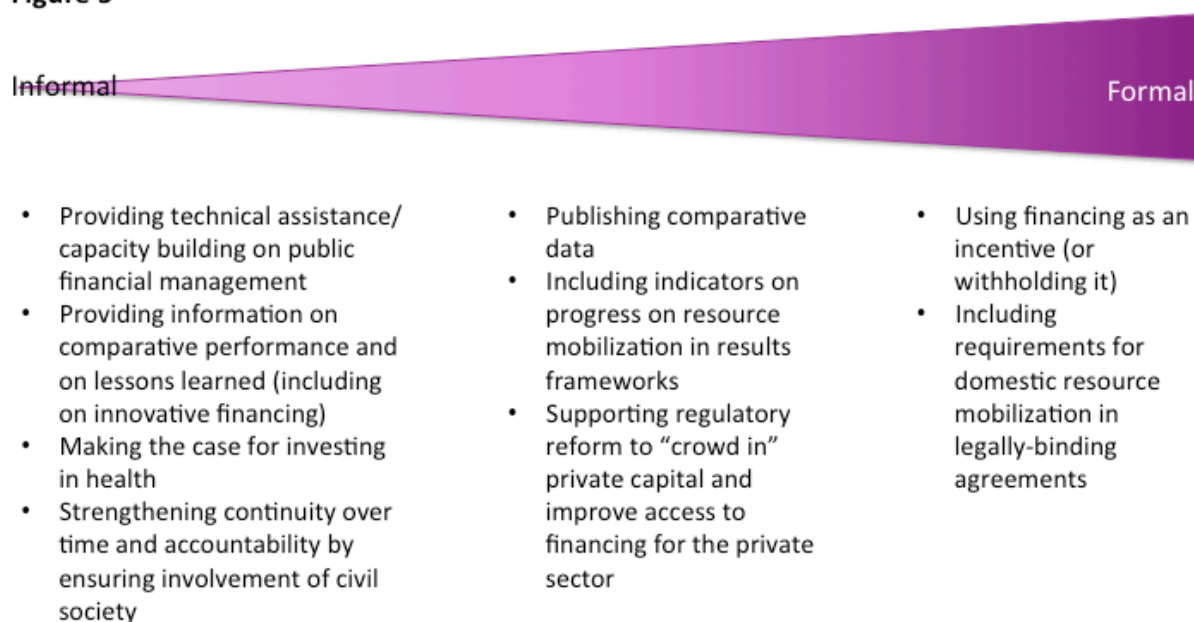 Informal
Formal
• Providing technical assistance/
capacity building on public
financial management
• Providing information on
comparative performance and
on lessons learned (including
on innovative financing)
• Making the case for investing
in health
• Strengthening continuity over
time and accountability by
ensuring involvement of civil
society
• Publishing comparative
data
• Including indicators on
progress on resource
mobilization in results
frameworks
• Supporting regulatory
reform to “crowd in”
private capital and
improve access to
financing for the private
sector
• Using financing as an
incentive (or
withholding it)
• Including
requirements for
domestic resource
mobilization in
legally-binding
agreements